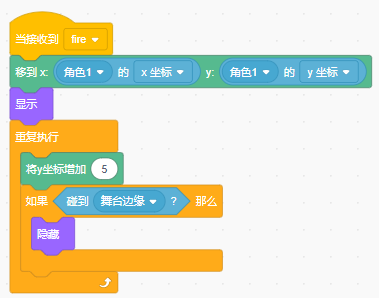 当接收到 fire
移到 x: 角色1 的 x 坐标 y: 角色1 的 y 坐标
显示
重复执行
将y坐标增加 5
如果 碰到 舞台边缘 ? 那么
隐藏